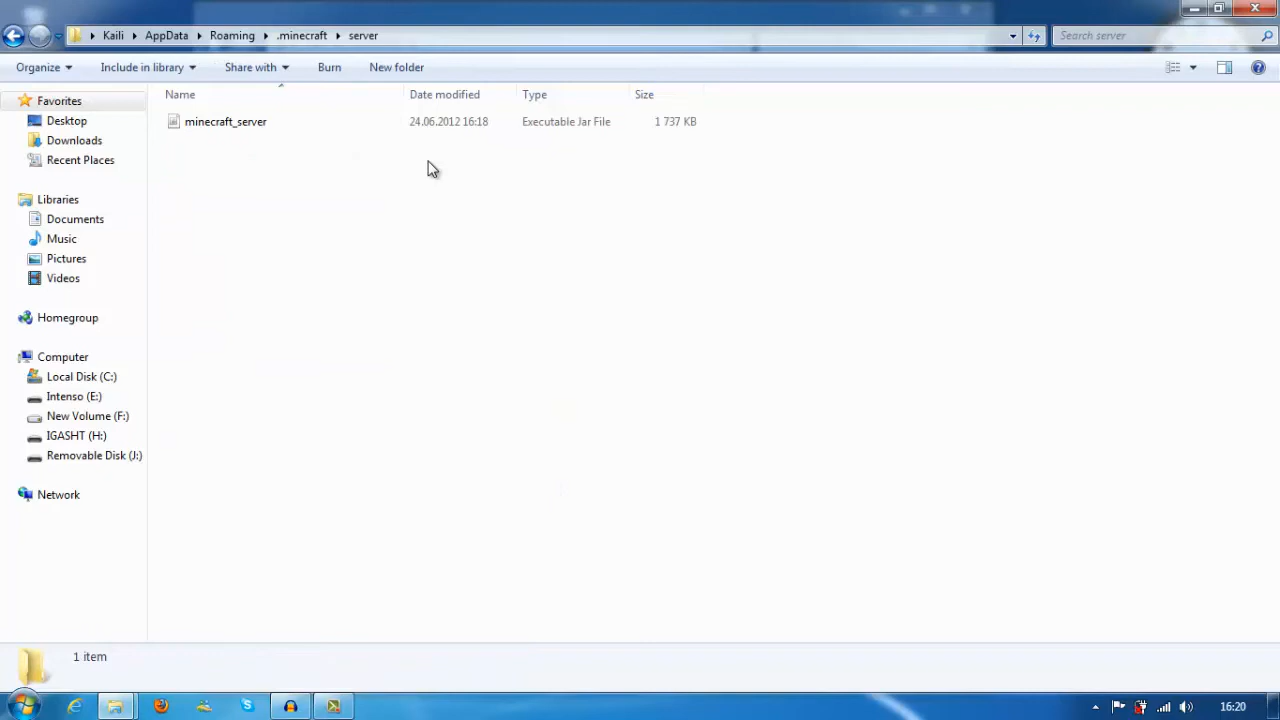 Kaili AppData Roaming .minecraft server Search server
Organize Include in library Share with Burn New folder
Name Date modified Type Size
minecraft_server 24.06.2012 16:18 Executable Jar File 1 737 KB
Favorites
Desktop
Downloads
Recent Places
Libraries
Documents
Music
Pictures
Videos
Homegroup
Computer
Local Disk (C:)
Intenso (E:)
New Volume (F:)
IGASHT (H:)
Removable Disk (J:)
Network
1 item
16:20